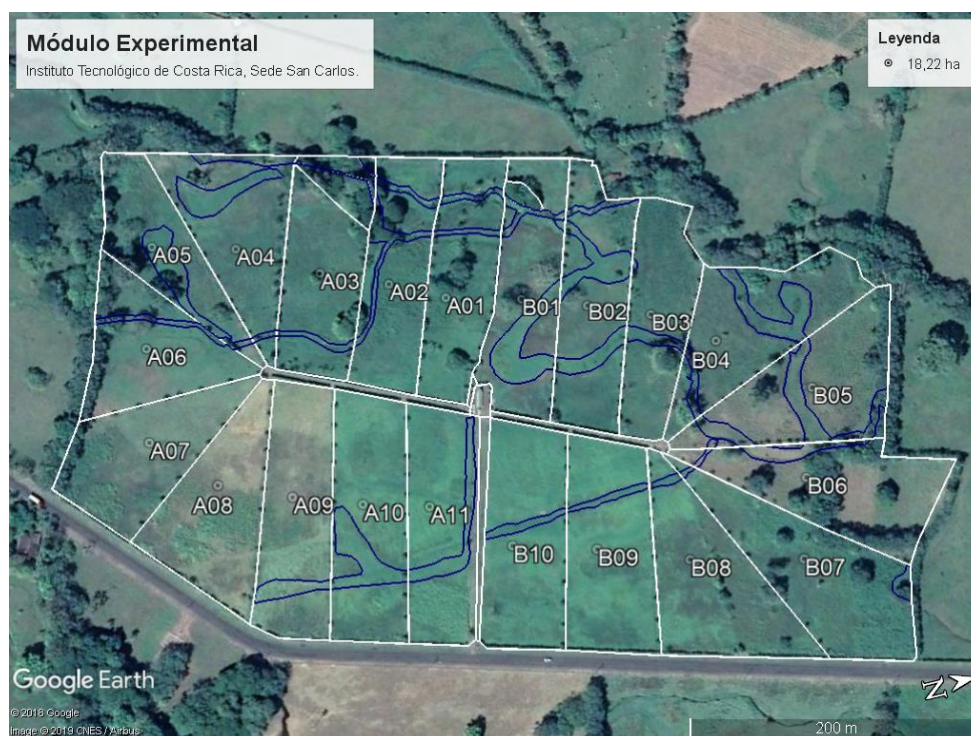 Módulo Experimental
Instituto Tecnológico de Costa Rica, Sede San Carlos.
Leyenda
18,22 ha
A05
A04
A03
A02
A01
B01
B02
B03
B04
B05
A06
A07
A08
A09
A10
A11
B10
B09
B08
B07
B06
Google Earth
© 2018 Google
Image © 2019 CNES / Airbus
N
200 m